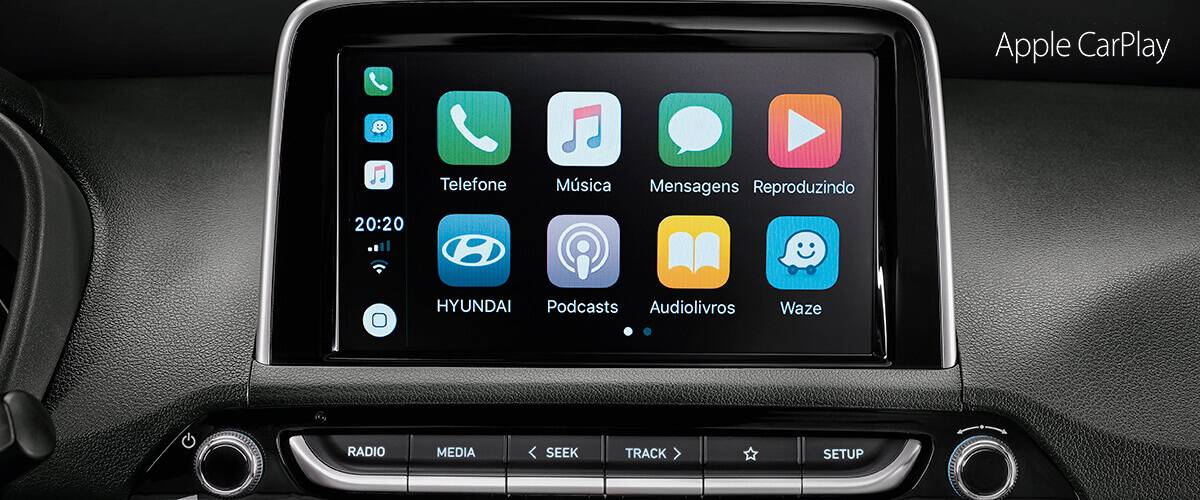 Apple CarPlay
Telefone
Música
Mensagens
Reproduzindo
20:20
HYUNDAI
Podcasts
Audiolivros
Waze
RADIO
MEDIA
< SEEK
TRACK >
SETUP